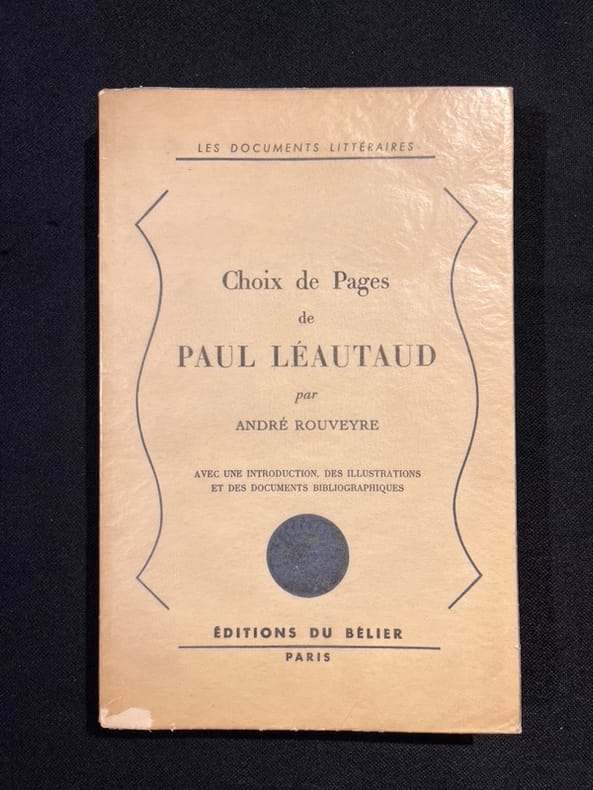 LES DOCUMENTS LITTÉRAIRES
Choix de Pages
de
PAUL LÉAUTAUD
par
ANDRÉ ROUVEYRE
AVEC UNE INTRODUCTION, DES ILLUSTRATIONS
ET DES DOCUMENTS BIBLIOGRAPHIQUES
ÉDITIONS DU BÉLIER
PARIS